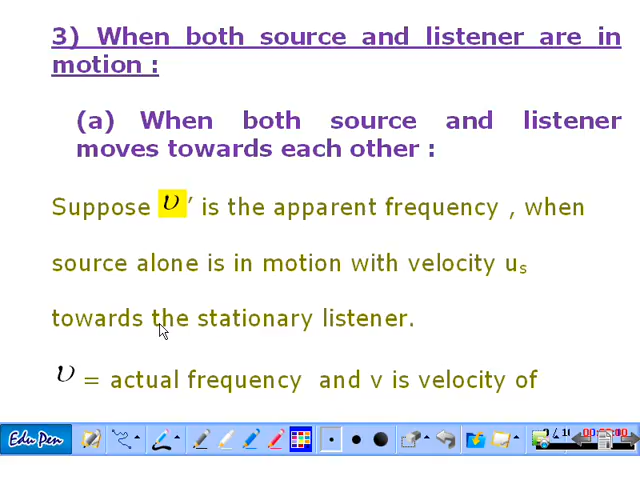 3) When both source and listener are in
motion :
(a) When both source and listener
moves towards each other :
Suppose υ’ is the apparent frequency , when
source alone is in motion with velocity uₛ
towards the stationary listener.
υ = actual frequency and v is velocity of
Edu Pen